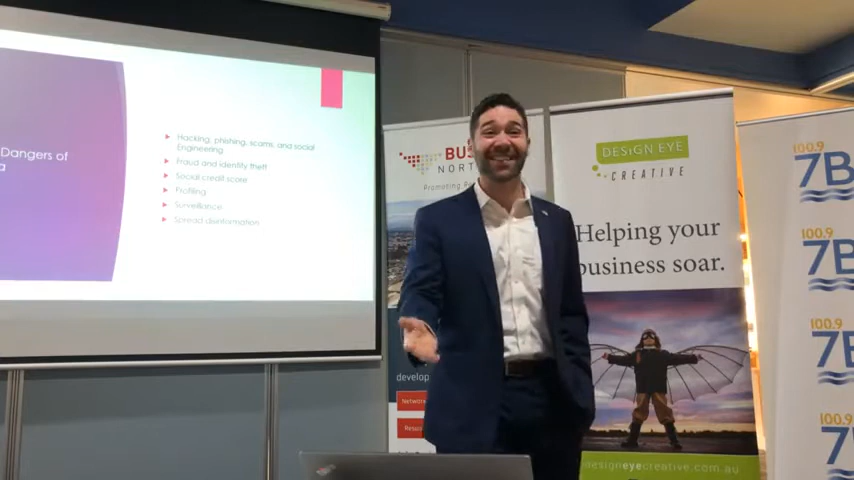 Dangers of
Hacking, phishing, scams, and social
Engineering
Fraud and identity theft
Social credit score
Profiling
Surveillance
Spread disinformation
BUS
NORT
Promoting
develop
Networ
DESIGN EYE
CREATIVE
Helping your
business soar.
designeyecreative.com.au
100.9
7B
100.9
7B
100.9
7B
100.9
7B